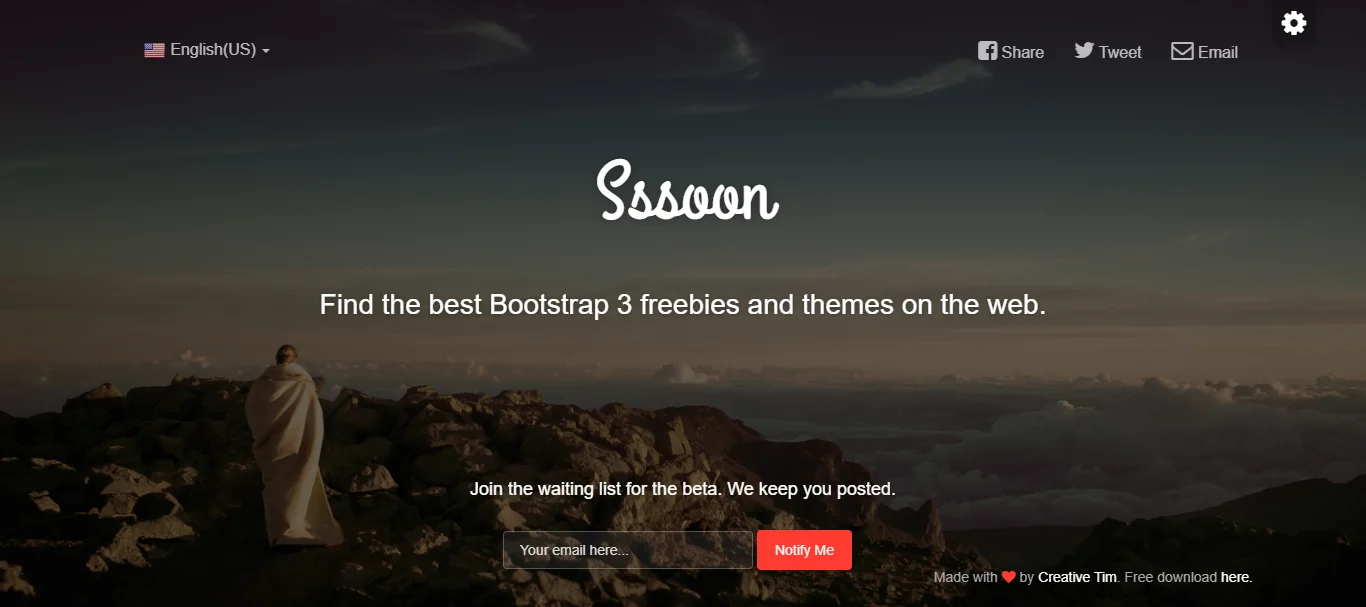 English(US)
Share
Tweet
Email
Sssoon
Find the best Bootstrap 3 freebies and themes on the web.
Join the waiting list for the beta. We keep you posted.
Your email here...
Notify Me
Made with by Creative Tim. Free download here.